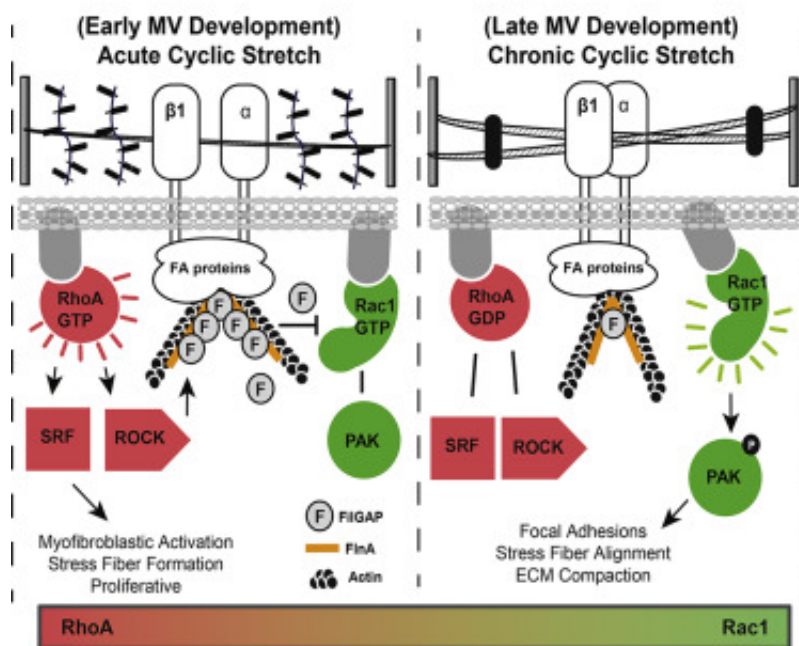 (Early MV Development)
Acute Cyclic Stretch
β1
α
FA proteins
RhoA
GTP
F
F
F
F
F
F
F
Rac1
GTP
SRF
ROCK
PAK
Myofibroblastic Activation
Stress Fiber Formation
Proliferative
F FilGAP
FlnA
Actin
(Late MV Development)
Chronic Cyclic Stretch
β1
α
FA proteins
RhoA
GDP
F
Rac1
GTP
SRF
ROCK
P
PAK
Focal Adhesions
Stress Fiber Alignment
ECM Compaction
RhoA
Rac1